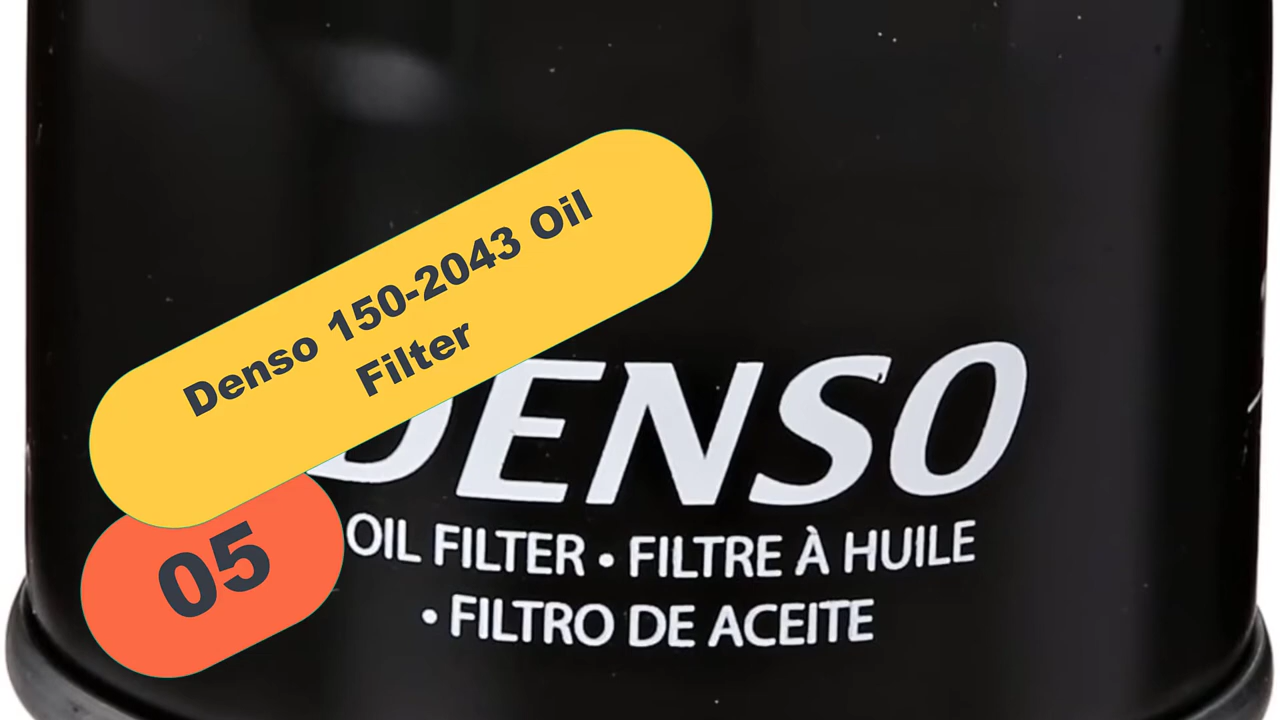 Denso 150-2043 Oil
Filter
05
DENSO
OIL FILTER • FILTRE À HUILE
• FILTRO DE ACEITE